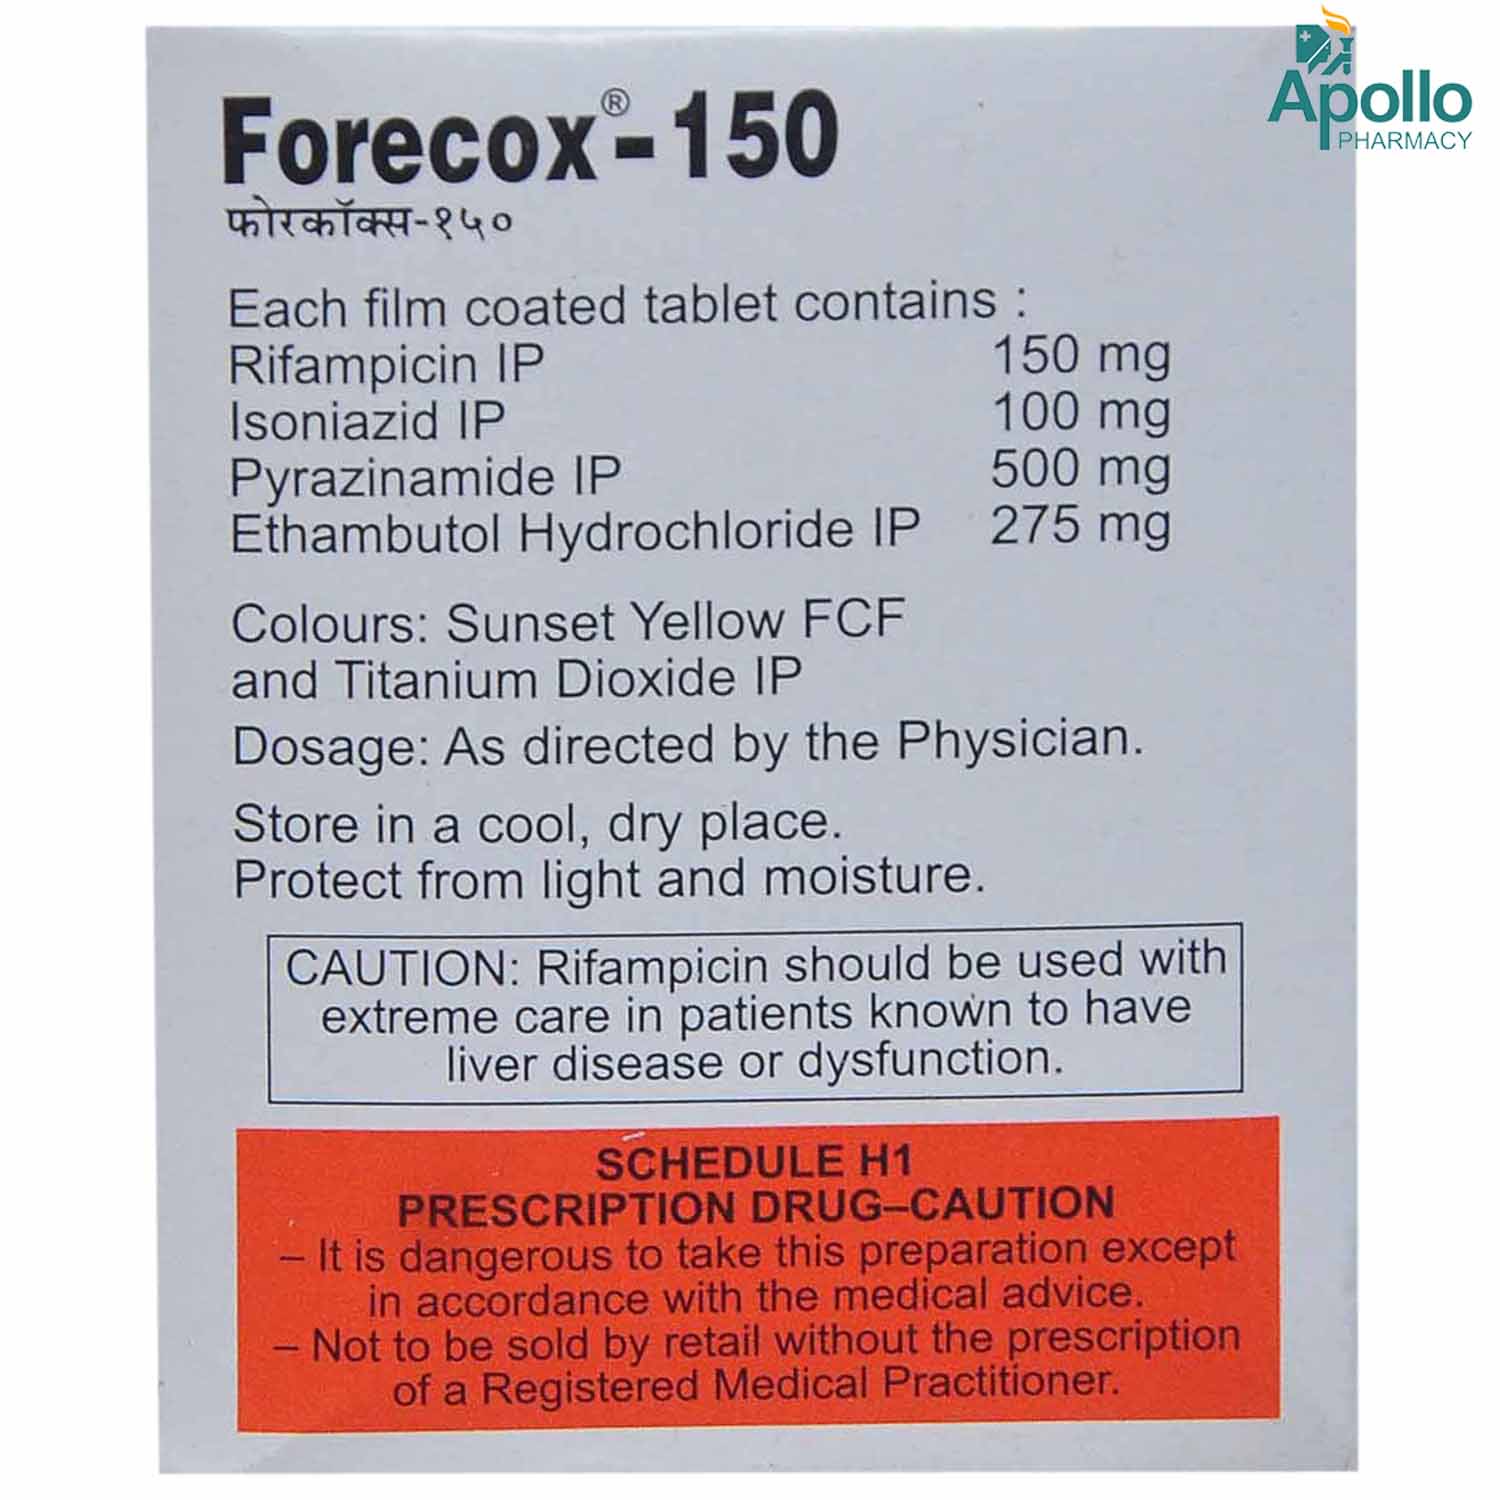 Apollo
PHARMACY
Forecox®-150
फोरकॉक्स-१५०
Each film coated tablet contains :
Rifampicin IP 150 mg
Isoniazid IP 100 mg
Pyrazinamide IP 500 mg
Ethambutol Hydrochloride IP 275 mg
Colours: Sunset Yellow FCF
and Titanium Dioxide IP
Dosage: As directed by the Physician.
Store in a cool, dry place.
Protect from light and moisture.
CAUTION: Rifampicin should be used with
extreme care in patients known to have
liver disease or dysfunction.
SCHEDULE H1
PRESCRIPTION DRUG–CAUTION
– It is dangerous to take this preparation except
in accordance with the medical advice.
– Not to be sold by retail without the prescription
of a Registered Medical Practitioner.